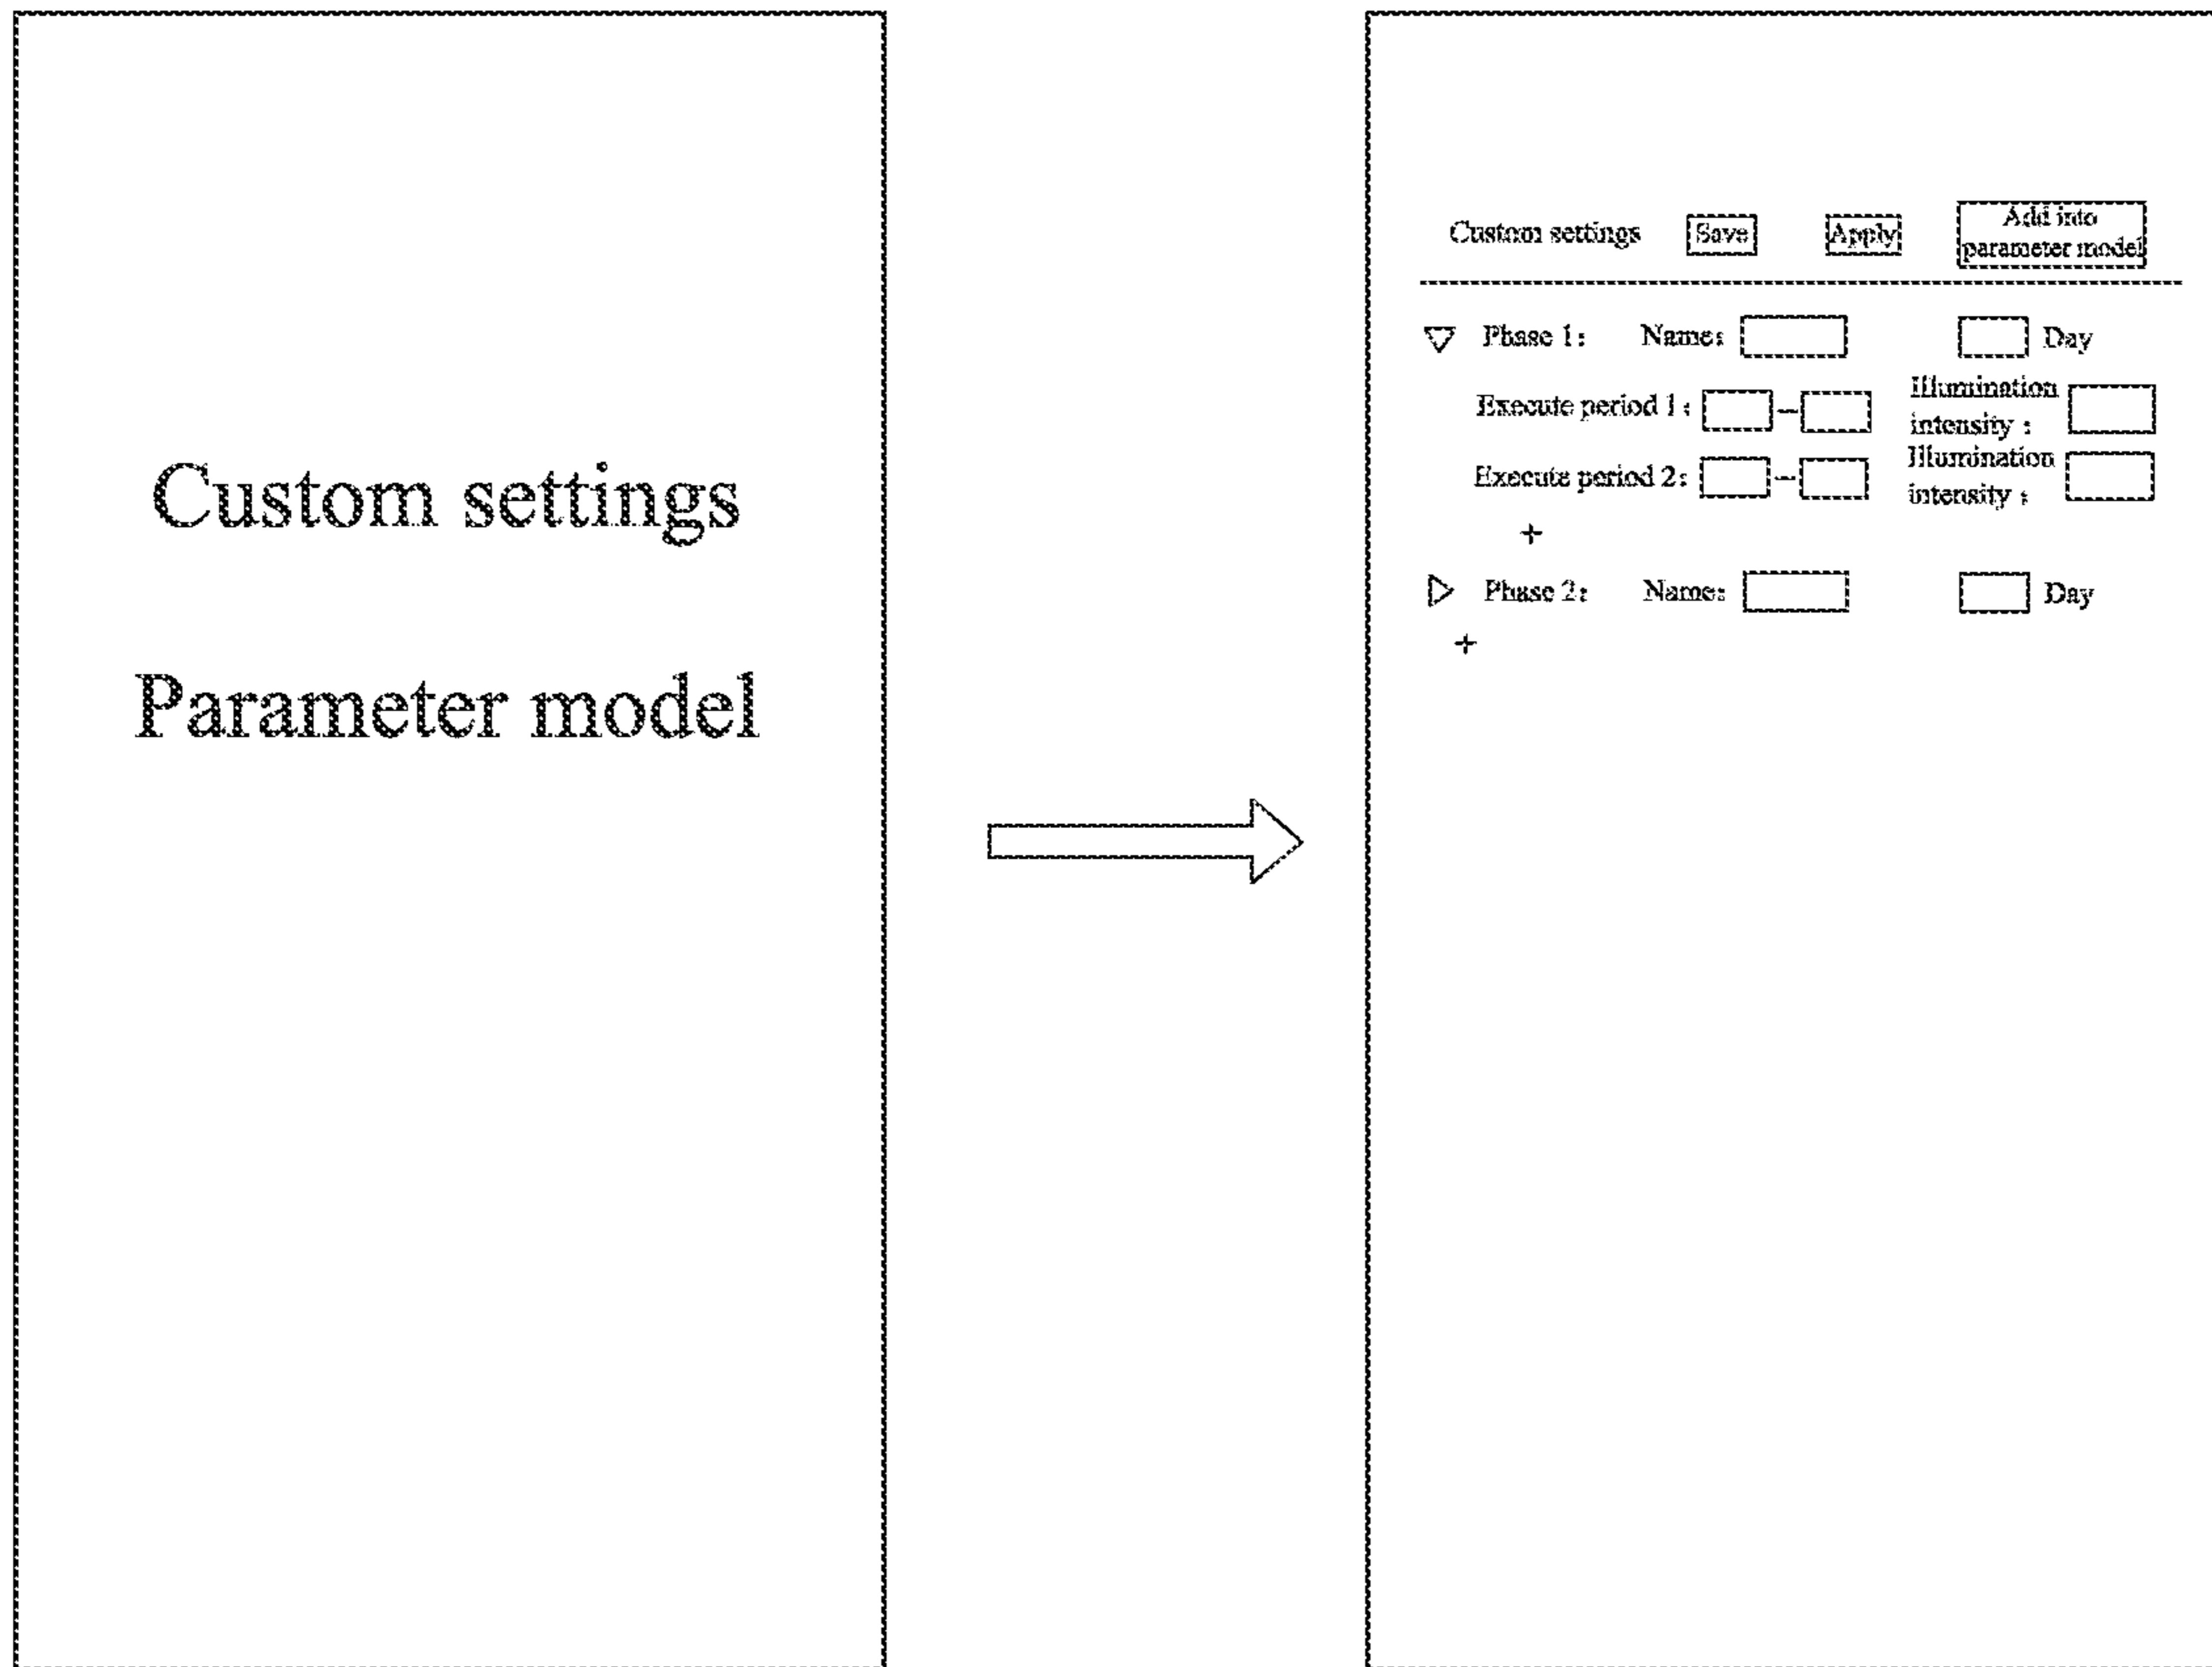 Custom settings
Parameter model
Custom settings Save Apply Add into
parameter model
Phase 1: Name: Day
Execute period 1: – Illumination
intensity :
Execute period 2: – Illumination
intensity :
+
Phase 2: Name: Day
+